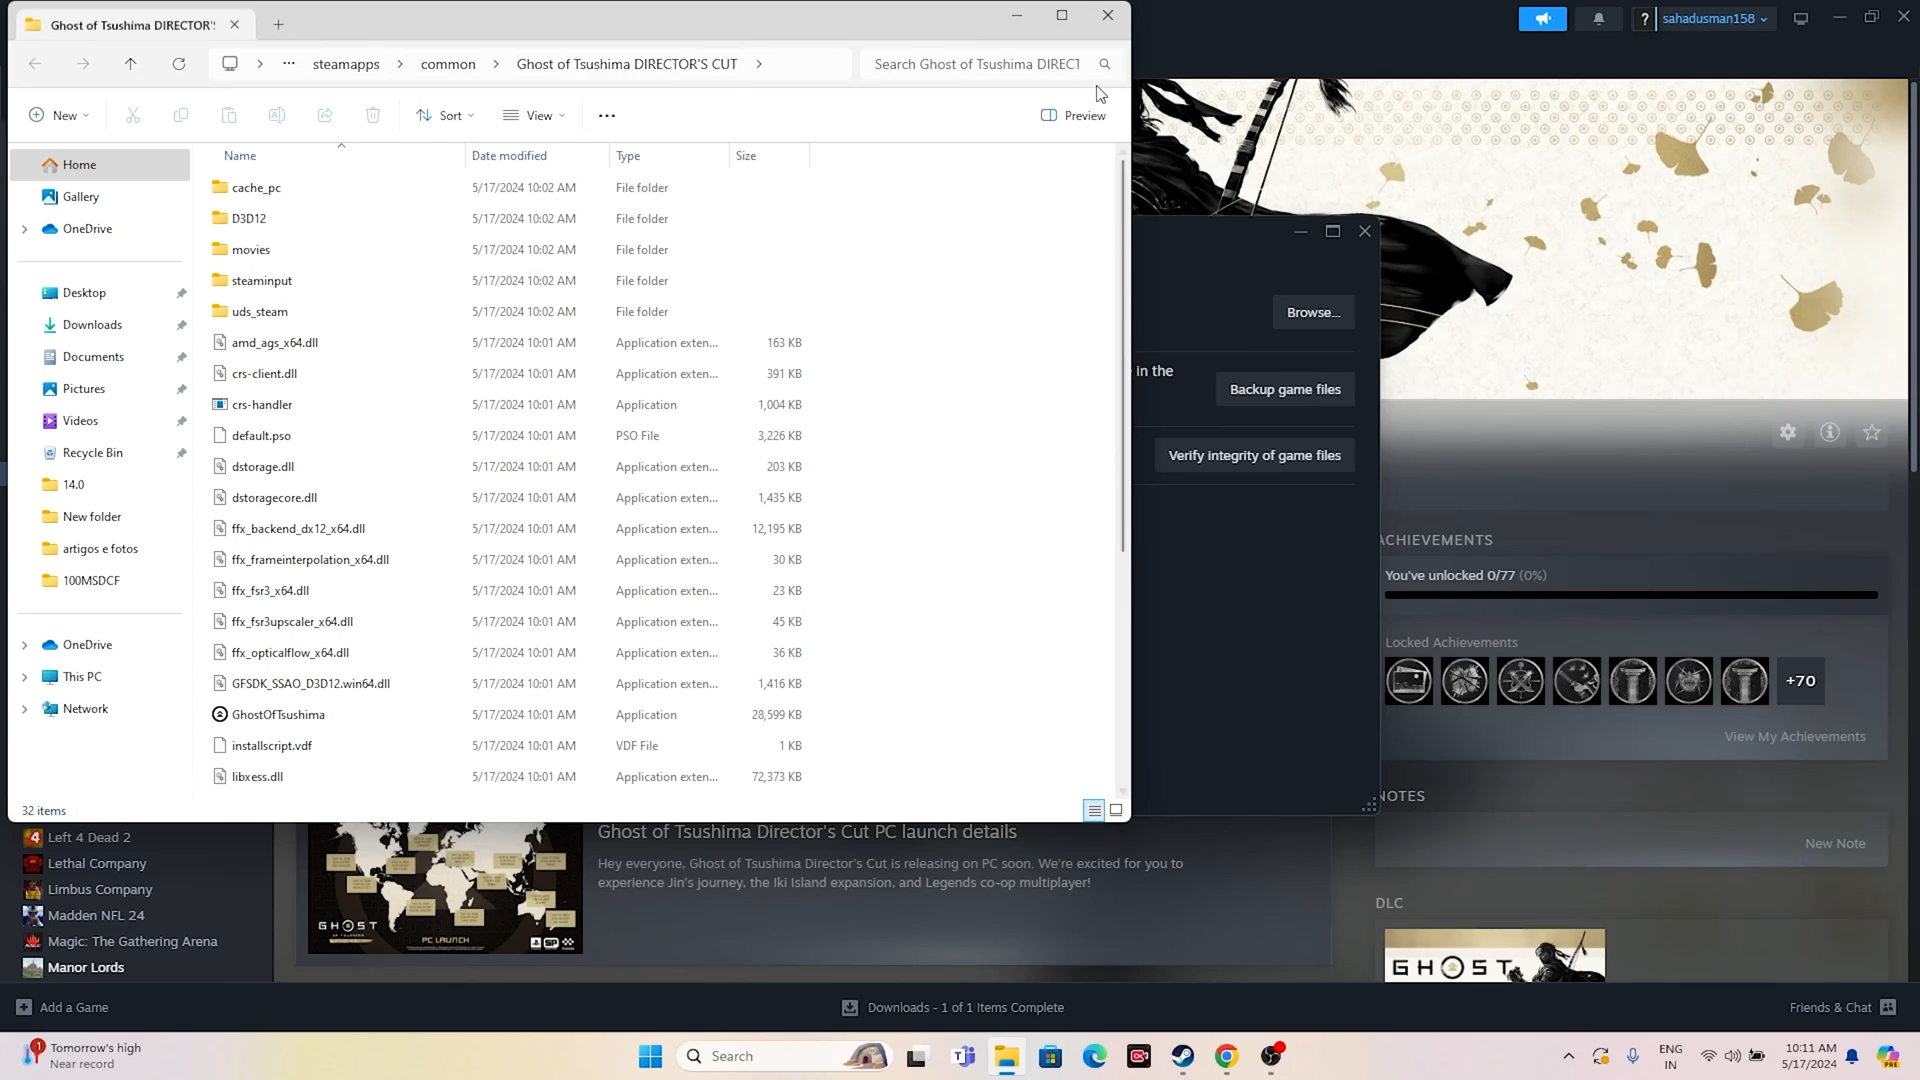 Ghost of Tsushima DIRECTOR'S
sahadusman158
steamapps
common
Ghost of Tsushima DIRECTOR'S CUT
Search Ghost of Tsushima DIRECT
New
Sort
View
Preview
Name
Date modified
Type
Size
Home
Gallery
OneDrive
Desktop
Downloads
Documents
Pictures
Videos
Recycle Bin
14.0
New folder
artigos e fotos
100MSDCF
OneDrive
This PC
Network
cache_pc 5/17/2024 10:02 AM File folder
D3D12 5/17/2024 10:02 AM File folder
movies 5/17/2024 10:02 AM File folder
steaminput 5/17/2024 10:02 AM File folder
uds_steam 5/17/2024 10:02 AM File folder
amd_ags_x64.dll 5/17/2024 10:01 AM Application exten... 163 KB
crs-client.dll 5/17/2024 10:01 AM Application exten... 391 KB
crs-handler 5/17/2024 10:01 AM Application 1,004 KB
default.pso 5/17/2024 10:01 AM PSO File 3,226 KB
dstorage.dll 5/17/2024 10:01 AM Application exten... 203 KB
dstoragecore.dll 5/17/2024 10:01 AM Application exten... 1,435 KB
ffx_backend_dx12_x64.dll 5/17/2024 10:01 AM Application exten... 12,195 KB
ffx_frameinterpolation_x64.dll 5/17/2024 10:01 AM Application exten... 30 KB
ffx_fsr3_x64.dll 5/17/2024 10:01 AM Application exten... 23 KB
ffx_fsr3upscaler_x64.dll 5/17/2024 10:01 AM Application exten... 45 KB
ffx_opticalflow_x64.dll 5/17/2024 10:01 AM Application exten... 36 KB
GFSDK_SSAO_D3D12.win64.dll 5/17/2024 10:01 AM Application exten... 1,416 KB
GhostOfTsushima 5/17/2024 10:01 AM Application 28,599 KB
installscript.vdf 5/17/2024 10:01 AM VDF File 1 KB
libxess.dll 5/17/2024 10:01 AM Application exten... 72,373 KB
32 items
Browse...
in the
Backup game files
Verify integrity of game files
ACHIEVEMENTS
You've unlocked 0/77 (0%)
Locked Achievements
+70
View My Achievements
NOTES
New Note
DLC
GHOST
Left 4 Dead 2
Lethal Company
Limbus Company
Madden NFL 24
Magic: The Gathering Arena
Manor Lords
GHOST
PC LAUNCH
Ghost of Tsushima Director's Cut PC launch details
Hey everyone, Ghost of Tsushima Director's Cut is releasing on PC soon. We're excited for you to
experience Jin's journey, the Iki Island expansion, and Legends co-op multiplayer!
Add a Game
Downloads - 1 of 1 Items Complete
Friends & Chat
1
Tomorrow's high
Near record
Search
ENG
IN
10:11 AM
5/17/2024
PRE